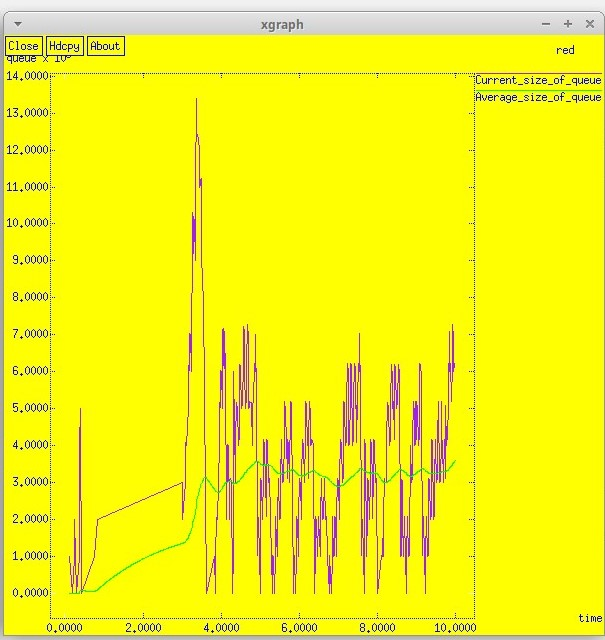 xgraph
Close Hdcpy About
queue x 10
red
14.0000
Current_size_of_queue
Average_size_of_queue
13.0000
12.0000
11.0000
10.0000
9.0000
8.0000
7.0000
6.0000
5.0000
4.0000
3.0000
2.0000
1.0000
0.0000
time
0.0000 2.0000 4.0000 6.0000 8.0000 10.0000